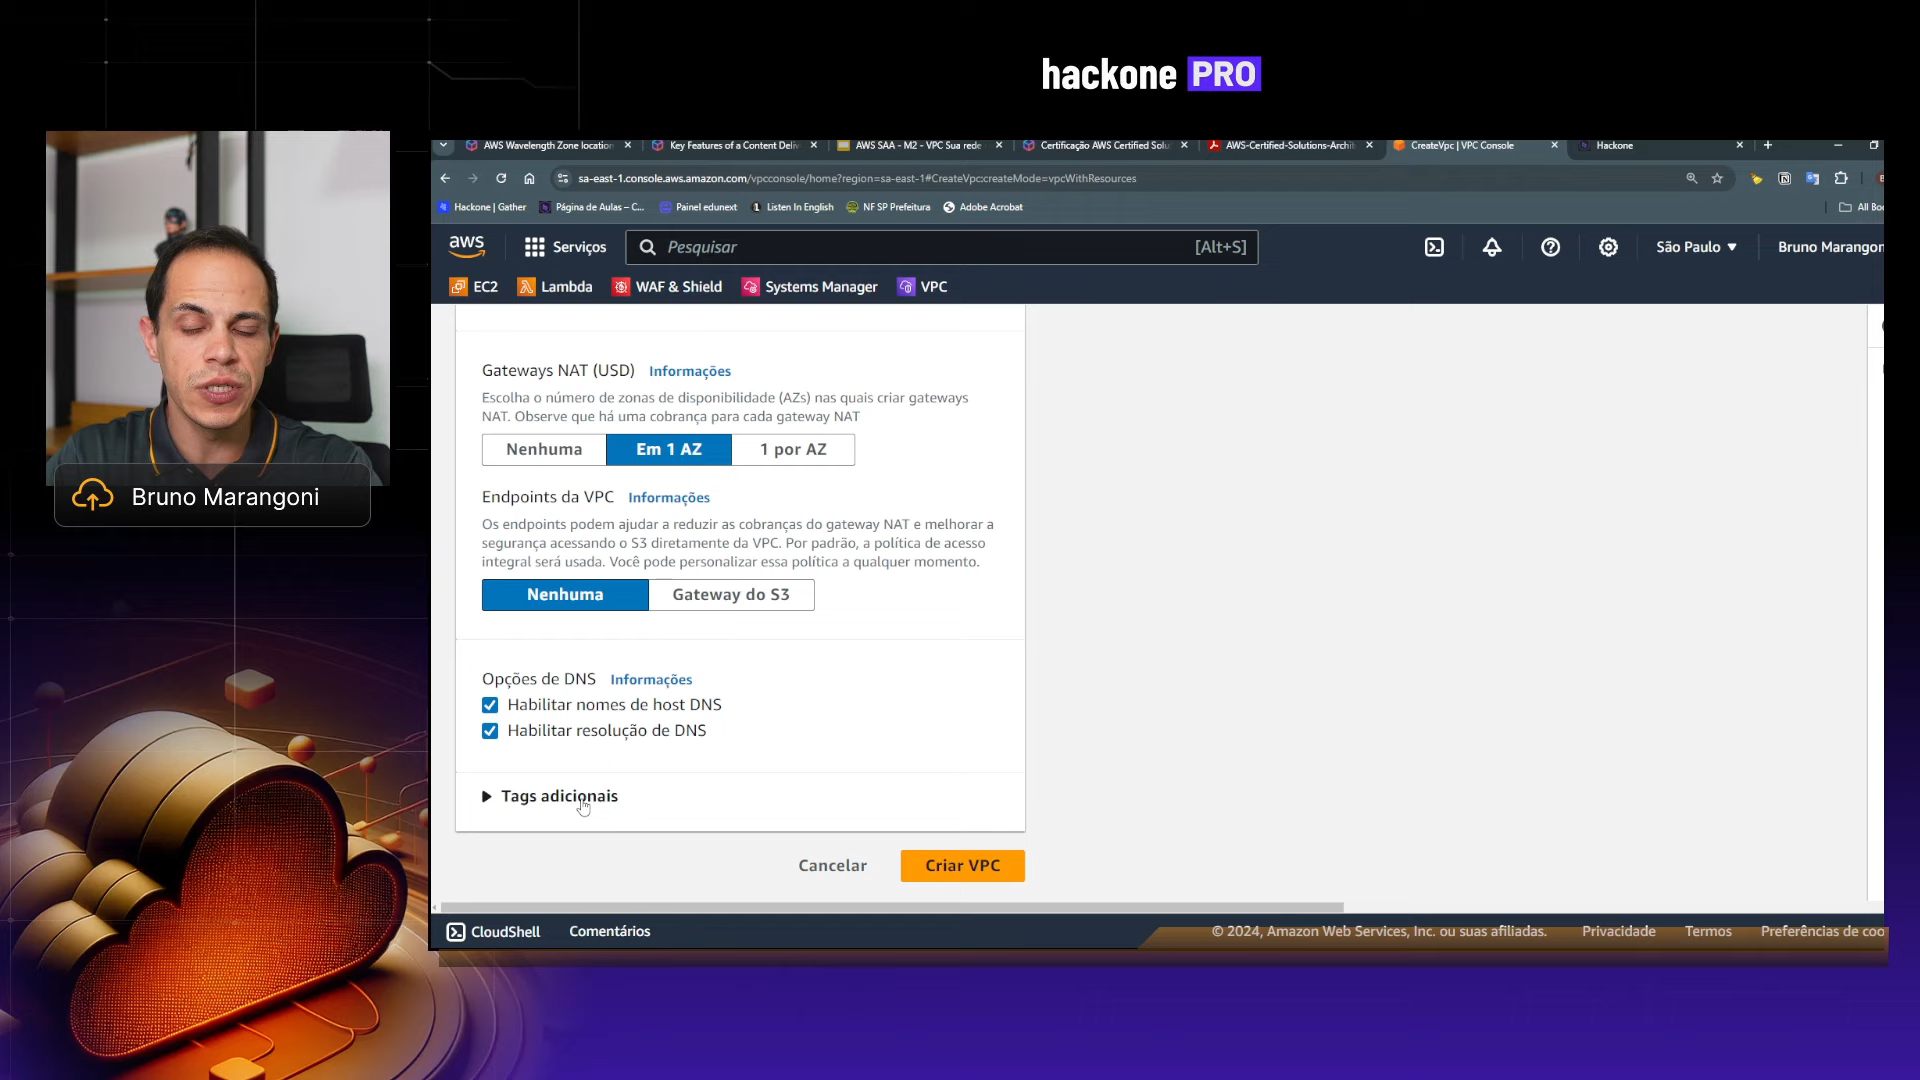 hackone PRO
AWS Wavelength Zone location
Key Features of a Content Deliv
AWS SAA - M2 - VPC Sua rede
Certificação AWS Certified Solu
AWS-Certified-Solutions-Archit
CreateVpc | VPC Console
Hackone
sa-east-1.console.aws.amazon.com/vpcconsole/home?region=sa-east-1#CreateVpc:createMode=vpcWithResources
Hackone | Gather
Página de Aulas – C...
Painel edunext
Listen In English
NF SP Prefeitura
Adobe Acrobat
All Boo
aws
Serviços
Pesquisar
[Alt+S]
São Paulo
Bruno Marangon
EC2
Lambda
WAF & Shield
Systems Manager
VPC
Gateways NAT (USD) Informações
Escolha o número de zonas de disponibilidade (AZs) nas quais criar gateways
NAT. Observe que há uma cobrança para cada gateway NAT
Nenhuma
Em 1 AZ
1 por AZ
Endpoints da VPC Informações
Os endpoints podem ajudar a reduzir as cobranças do gateway NAT e melhorar a
segurança acessando o S3 diretamente da VPC. Por padrão, a política de acesso
integral será usada. Você pode personalizar essa política a qualquer momento.
Nenhuma
Gateway do S3
Opções de DNS Informações
Habilitar nomes de host DNS
Habilitar resolução de DNS
Tags adicionais
Cancelar
Criar VPC
CloudShell
Comentários
© 2024, Amazon Web Services, Inc. ou suas afiliadas.
Privacidade
Termos
Preferências de coo
Bruno Marangoni